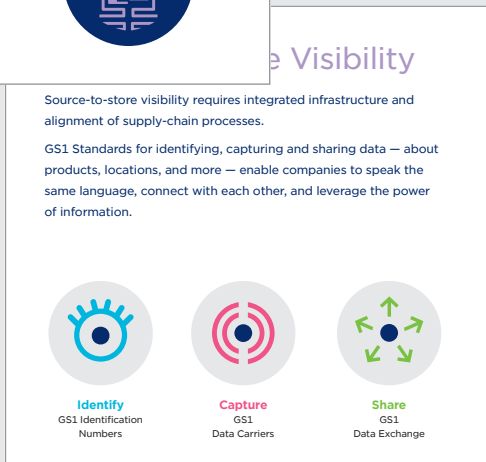 e Visibility
Source-to-store visibility requires integrated infrastructure and
alignment of supply-chain processes.
GS1 Standards for identifying, capturing and sharing data — about
products, locations, and more — enable companies to speak the
same language, connect with each other, and leverage the power
of information.
Identify
GS1 Identification
Numbers
Capture
GS1
Data Carriers
Share
GS1
Data Exchange